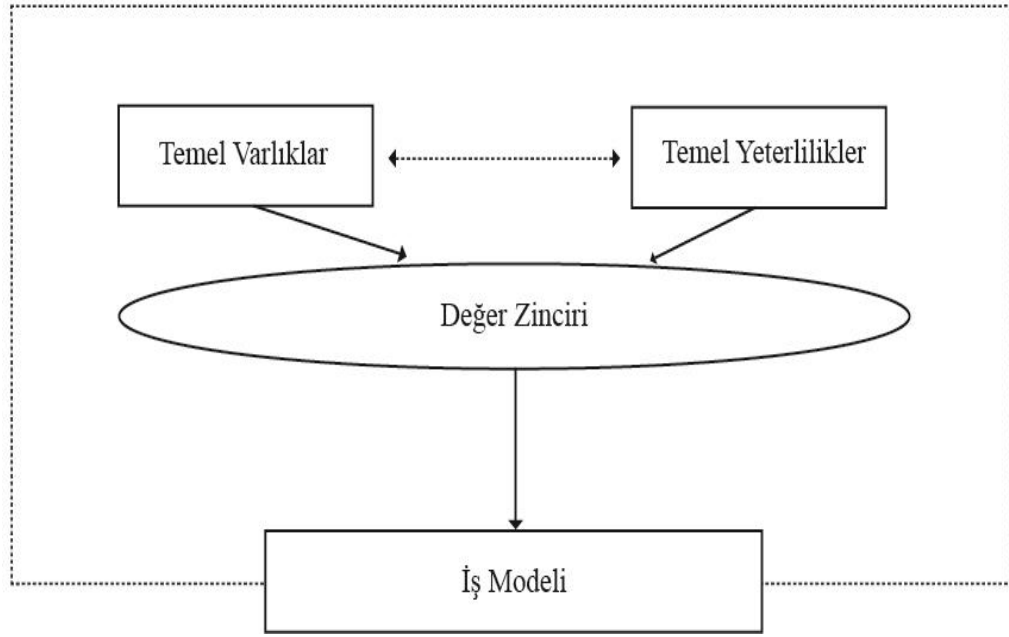 Temel Varlıklar
Temel Yeterlilikler
Değer Zinciri
İş Modeli